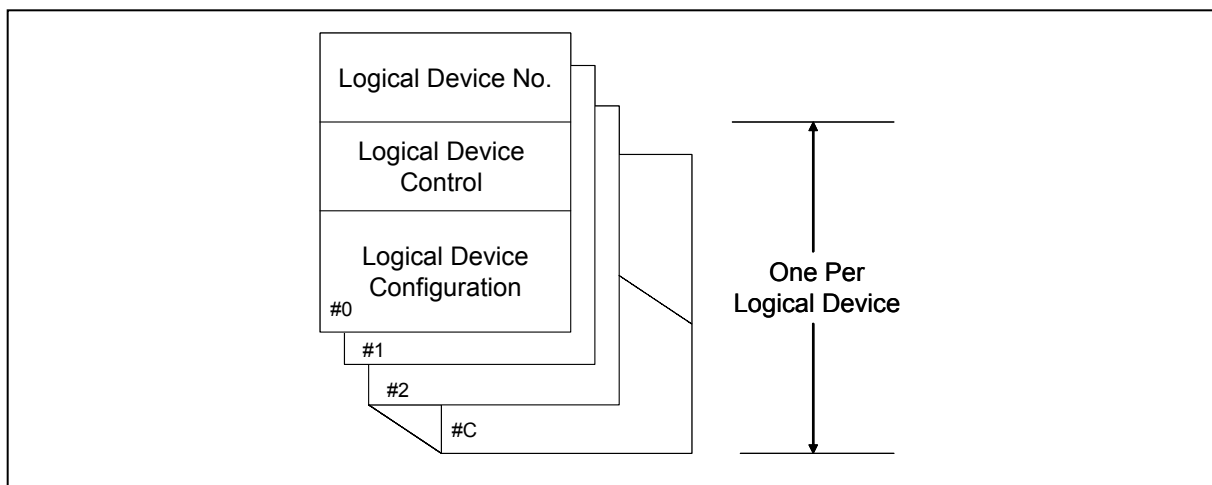 Logical Device No.
Logical Device
Control
Logical Device
Configuration
#0
#1
#2
#C
One Per
Logical Device